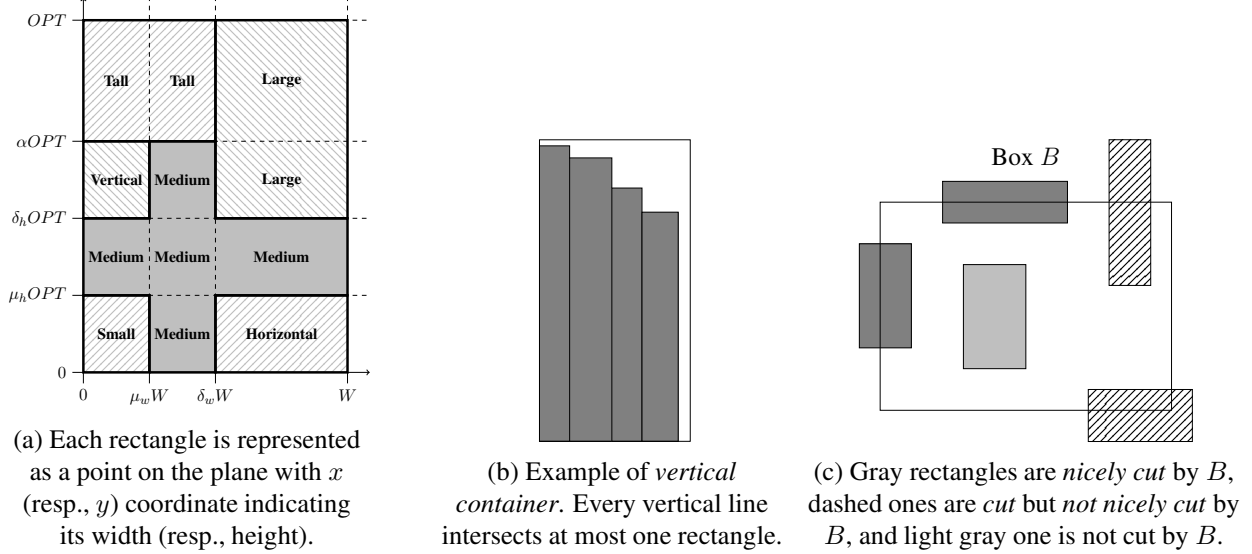 OPT
Tall Tall Large
αOPT
Vertical Medium Large
δhOPT
Medium Medium Medium
μhOPT
Small Medium Horizontal
0
0 μwW δwW W
(a) Each rectangle is represented
as a point on the plane with x
(resp., y) coordinate indicating
its width (resp., height).
(b) Example of vertical
container. Every vertical line
intersects at most one rectangle.
Box B
(c) Gray rectangles are nicely cut by B,
dashed ones are cut but not nicely cut by
B, and light gray one is not cut by B.